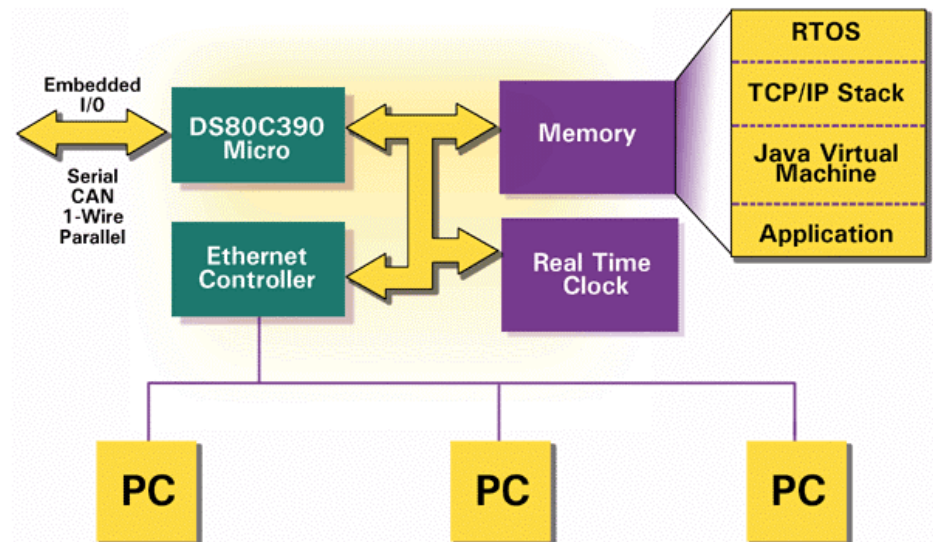 Embedded
I/O
Serial
CAN
1-Wire
Parallel
DS80C390
Micro
Memory
RTOS
TCP/IP Stack
Java Virtual
Machine
Application
Ethernet
Controller
Real Time
Clock
PC
PC
PC